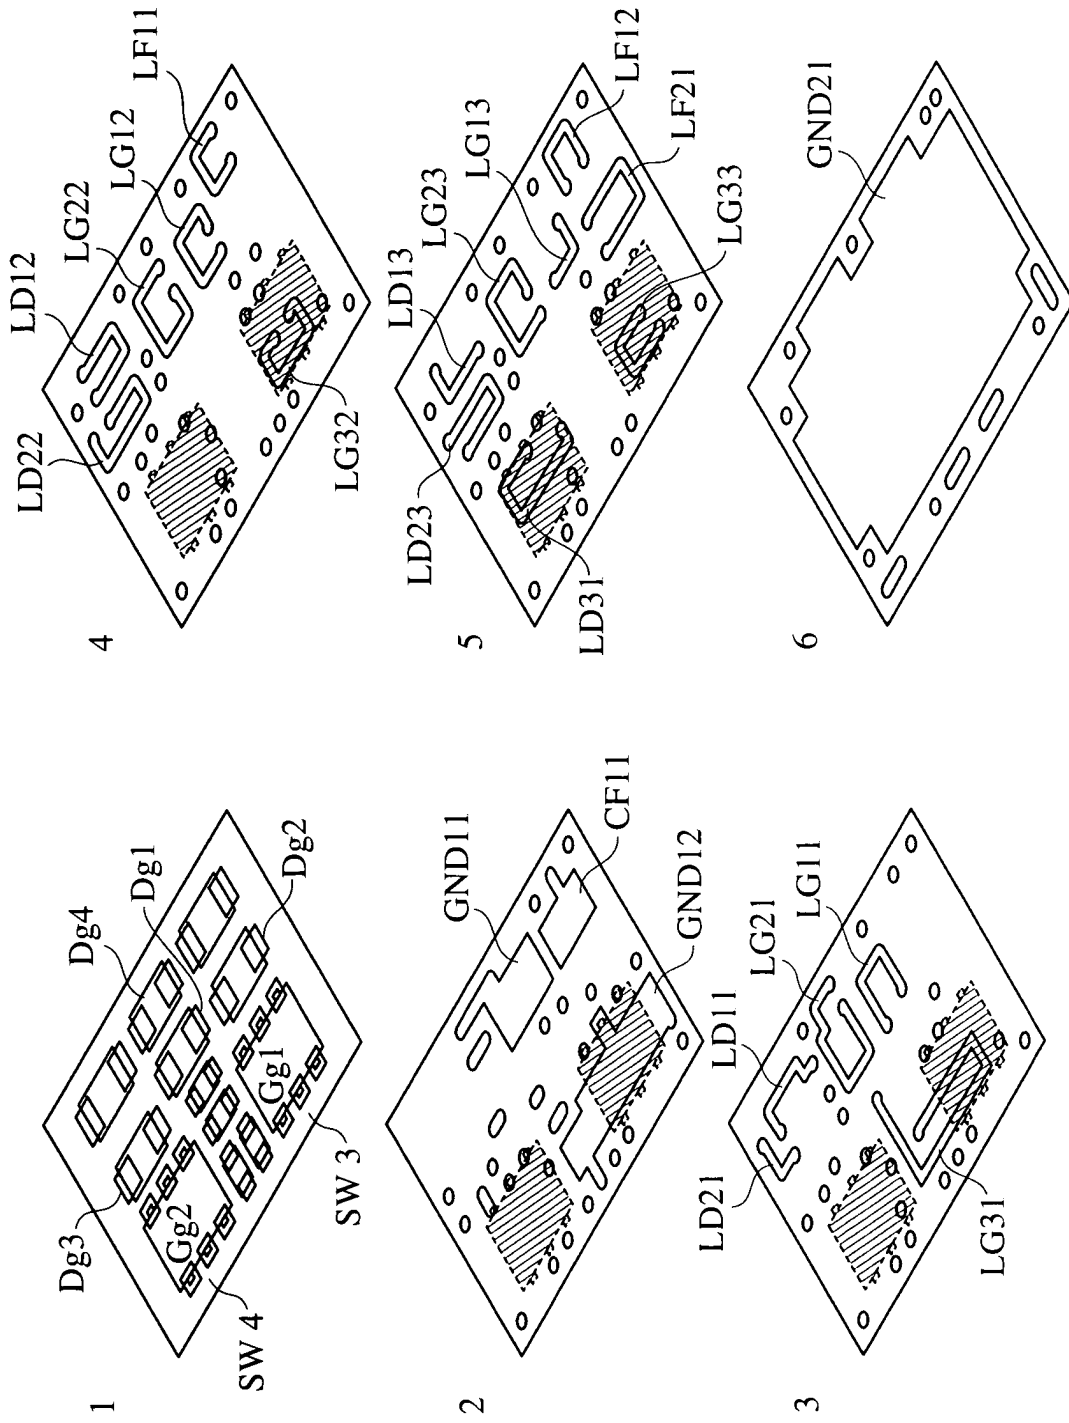 1
Dg3
Dg4
Dg1
Dg2
Gg2
Gg1
SW 4
SW 3
2
GND11
CF11
GND12
3
LD21
LD11
LG21
LG11
LG31
4
LD22
LD12
LG22
LG12
LF11
LG32
5
LD23
LD13
LG23
LG13
LF12
LF21
LG33
LD31
6
GND21